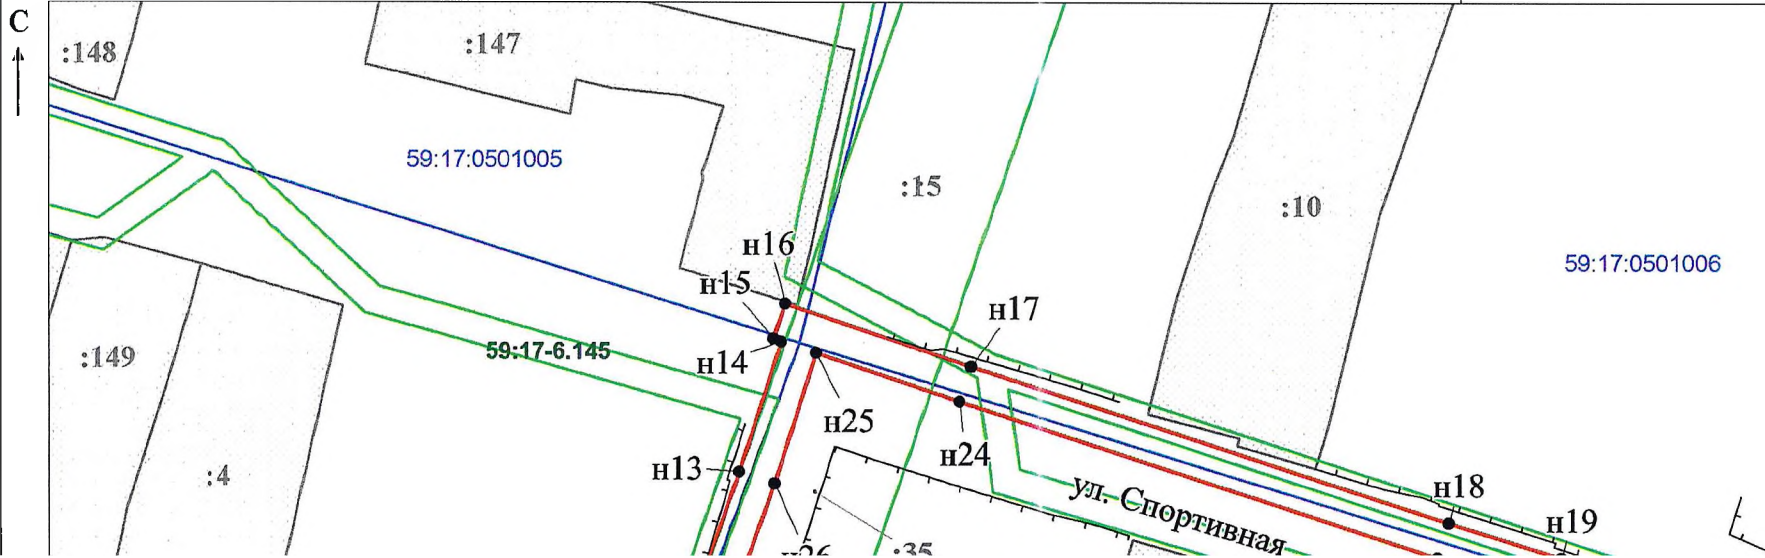 С
:148
:147
59:17:0501005
:15
:10
н16
59:17:0501006
н15
н17
:149
59:17-6.145
н14
н25
н24
н13
:4
ул. Спортивная
н18
н19
н26
:35